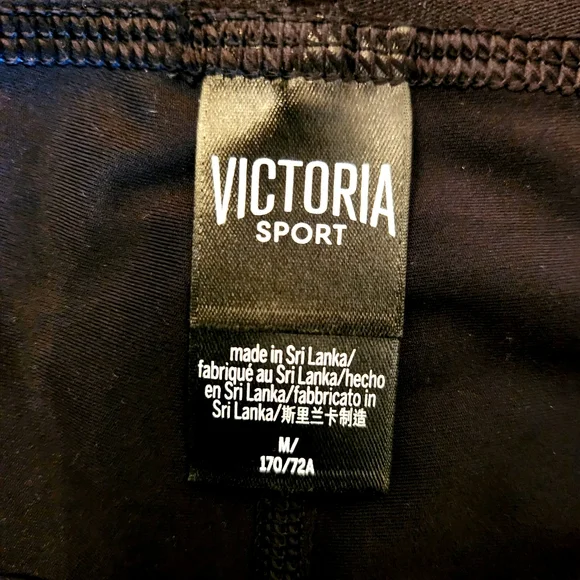 VICTORIA
SPORT
made in Sri Lanka/
fabriqué au Sri Lanka/hecho
en Sri Lanka/fabbricato in
Sri Lanka/斯里兰卡制造
M/
170/72A